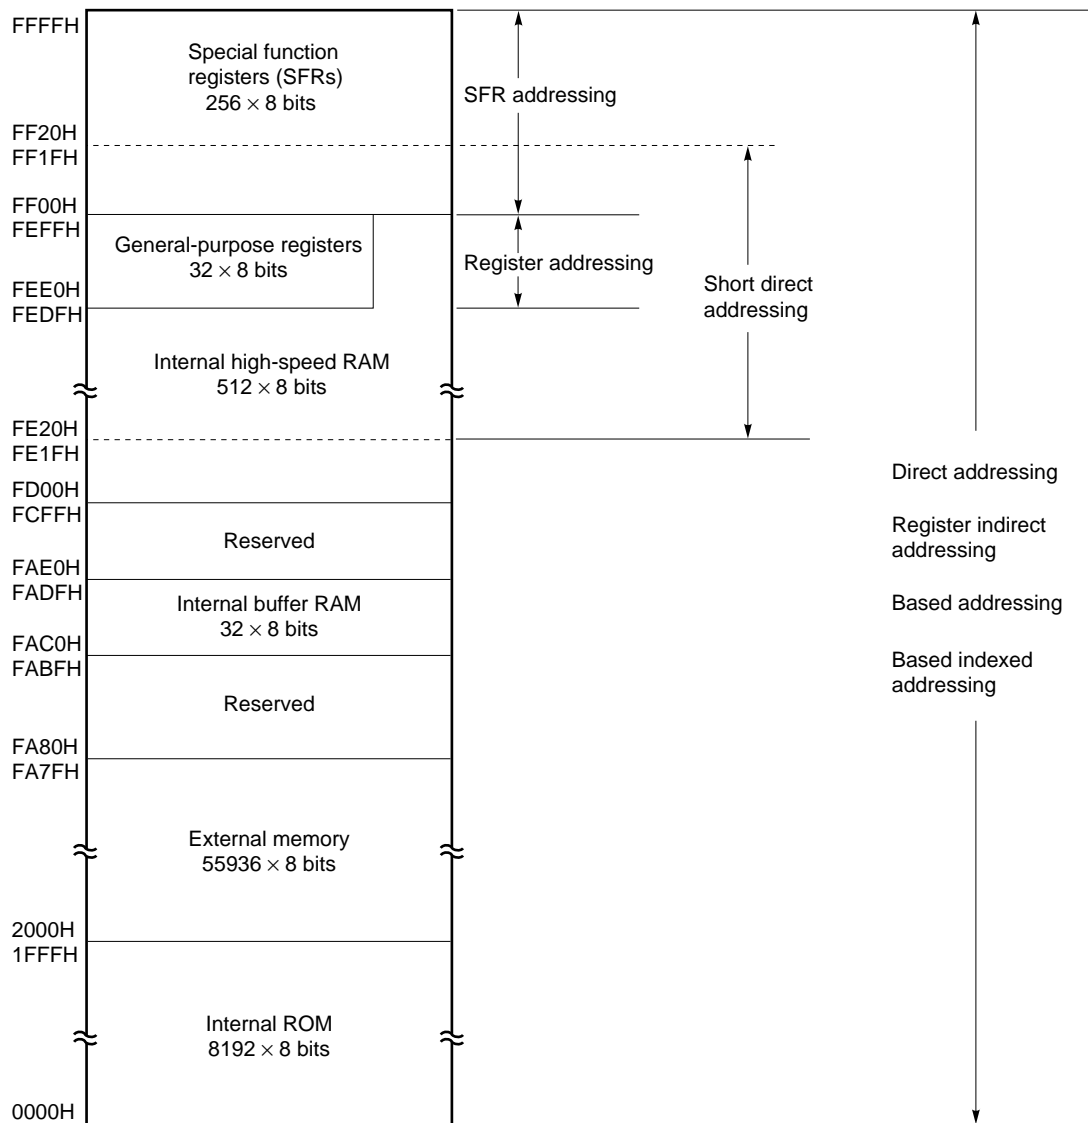 FFFFH
Special function
registers (SFRs)
256 × 8 bits
SFR addressing
FF20H
FF1FH
FF00H
FEFFH
General-purpose registers
32 × 8 bits
Register addressing
Short direct
addressing
FEE0H
FEDFH
Internal high-speed RAM
512 × 8 bits
FE20H
FE1FH
Direct addressing
Register indirect
addressing
Based addressing
Based indexed
addressing
FD00H
FCFFH
Reserved
FAE0H
FADFH
Internal buffer RAM
32 × 8 bits
FAC0H
FABFH
Reserved
FA80H
FA7FH
External memory
55936 × 8 bits
2000H
1FFFH
Internal ROM
8192 × 8 bits
0000H